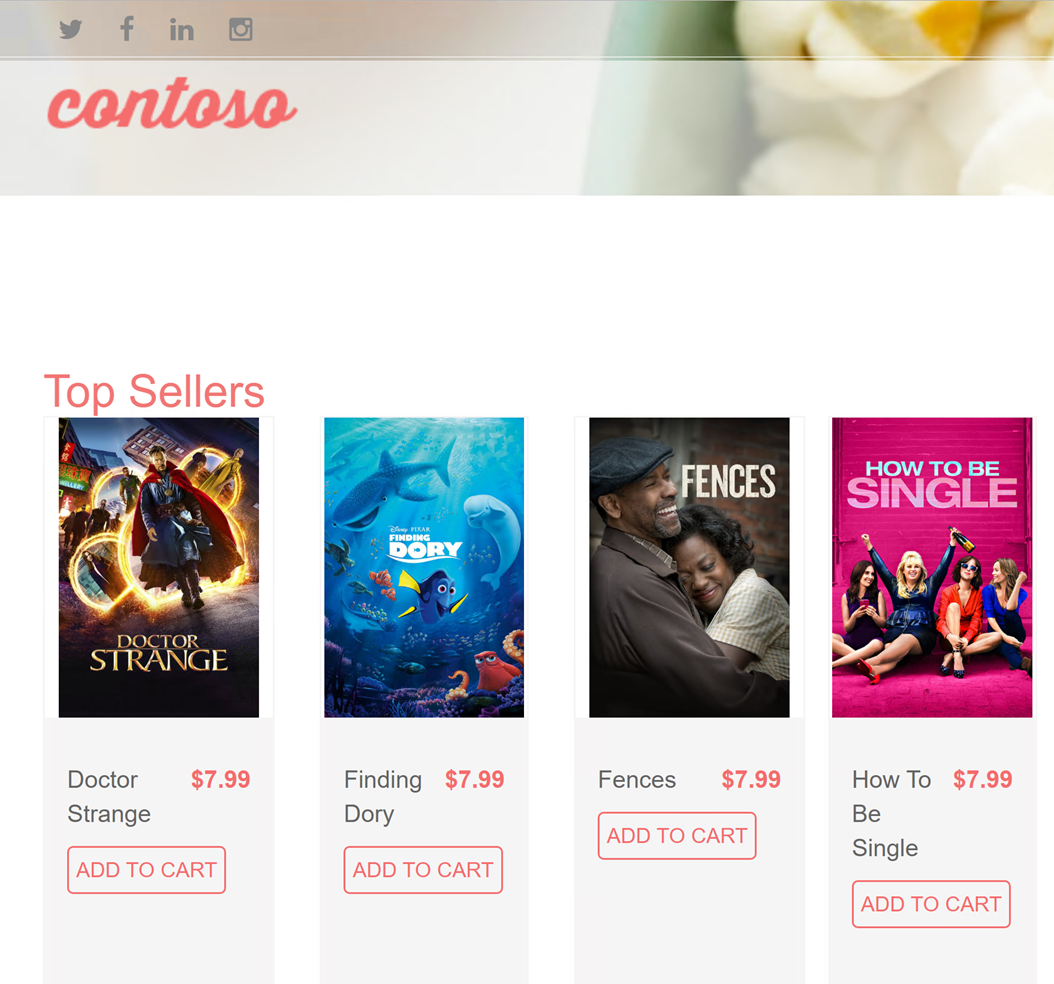 contoso
Top Sellers
DOCTOR
STRANGE
Disney PIXAR
FINDING
DORY
FENCES
HOW TO BE
SINGLE
Doctor
Strange
$7.99
ADD TO CART
Finding
Dory
$7.99
ADD TO CART
Fences
$7.99
ADD TO CART
How To
Be
Single
$7.99
ADD TO CART